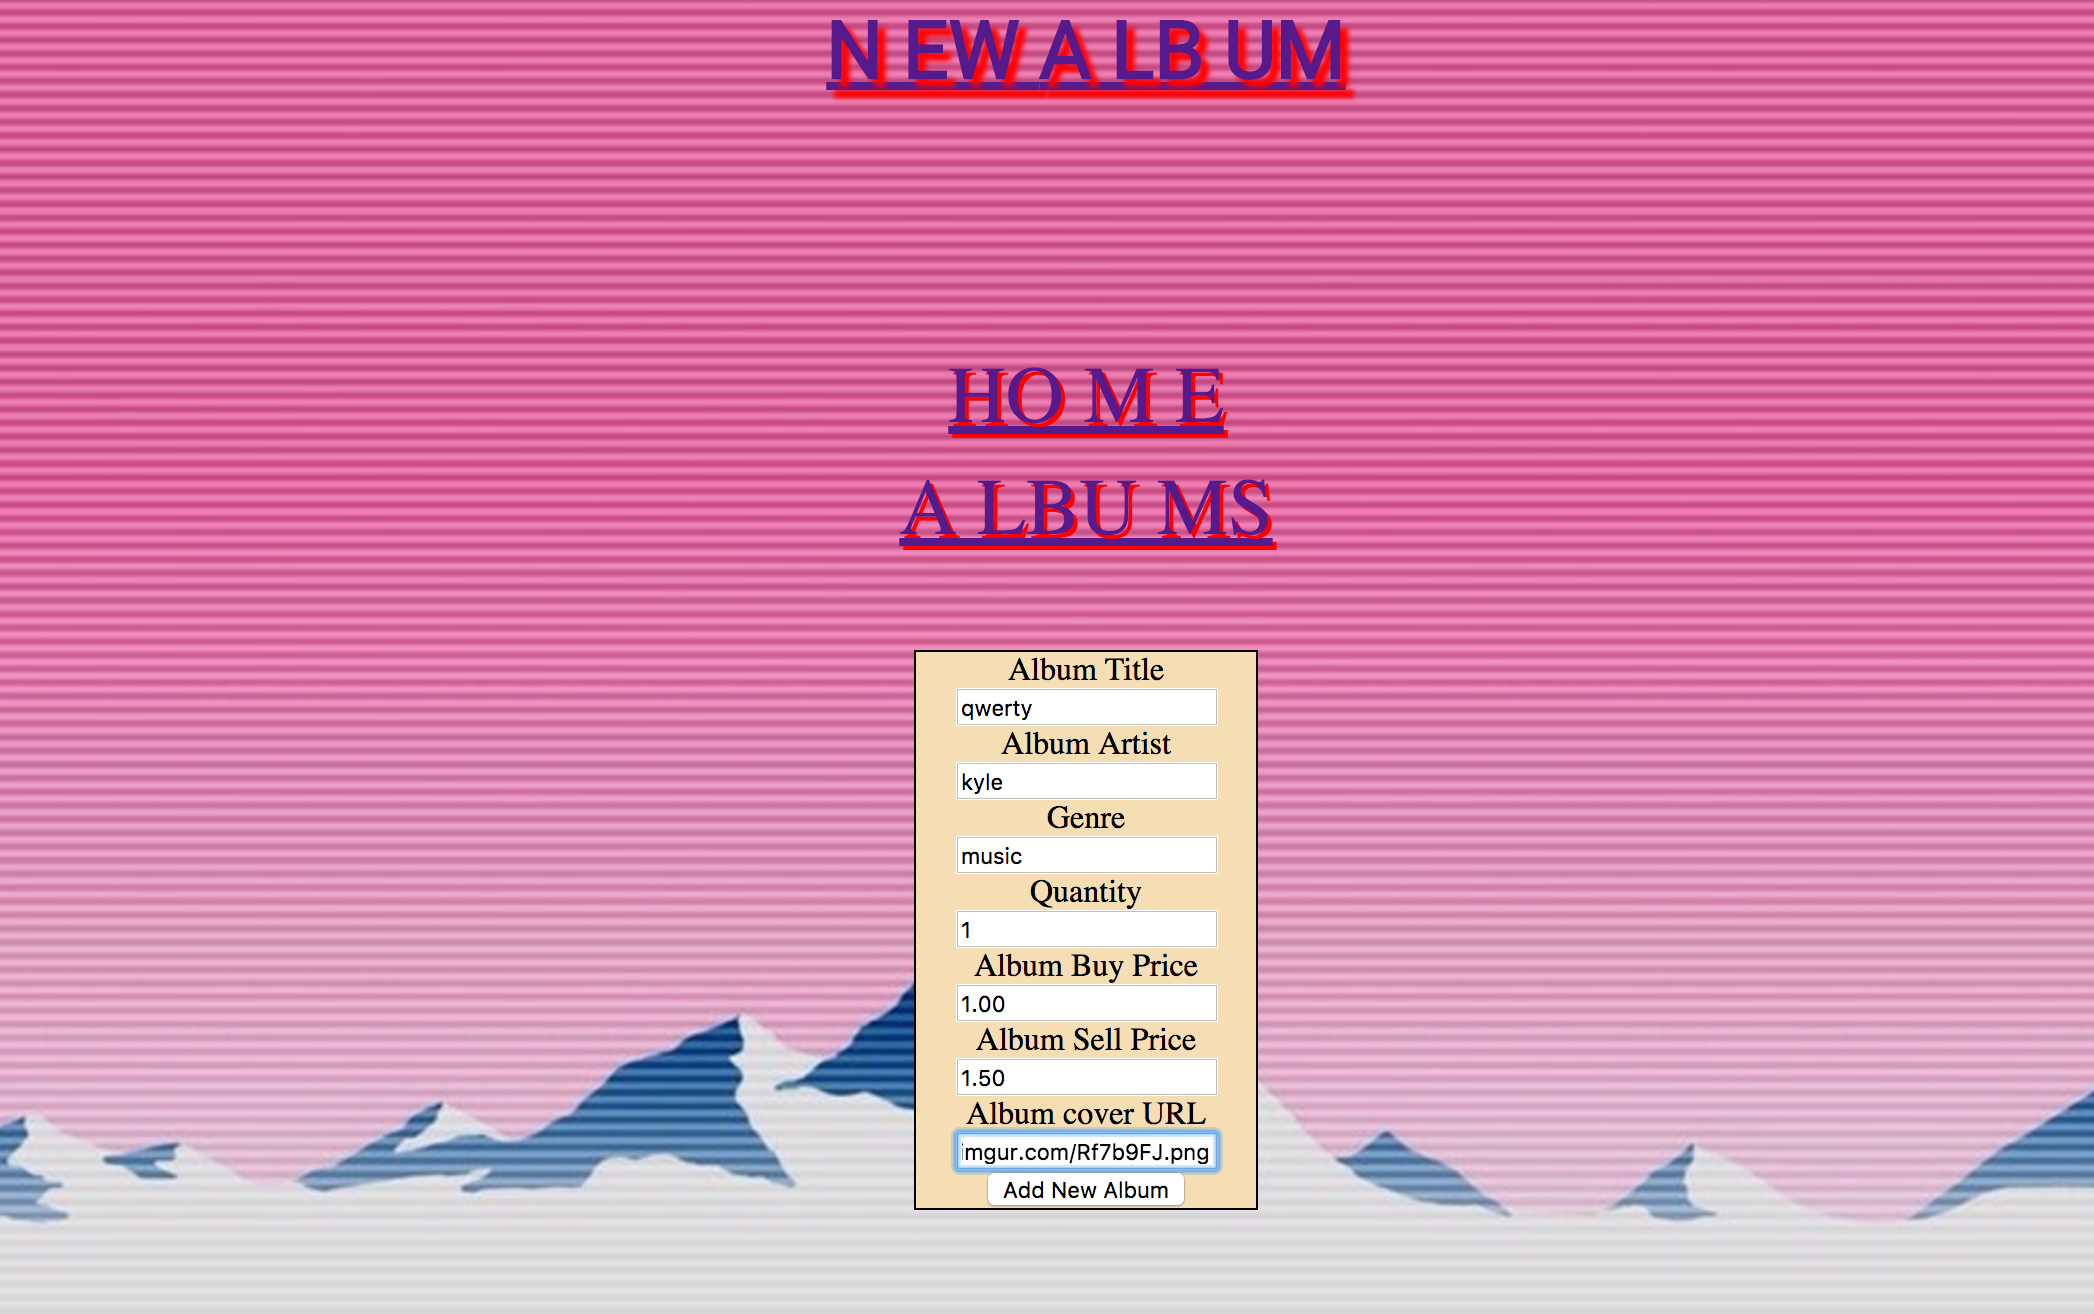 N EW A LB UM
HO M E
A LBU MS
Album Title
qwerty
Album Artist
kyle
Genre
music
Quantity
1
Album Buy Price
1.00
Album Sell Price
1.50
Album cover URL
imgur.com/Rf7b9FJ.png
Add New Album